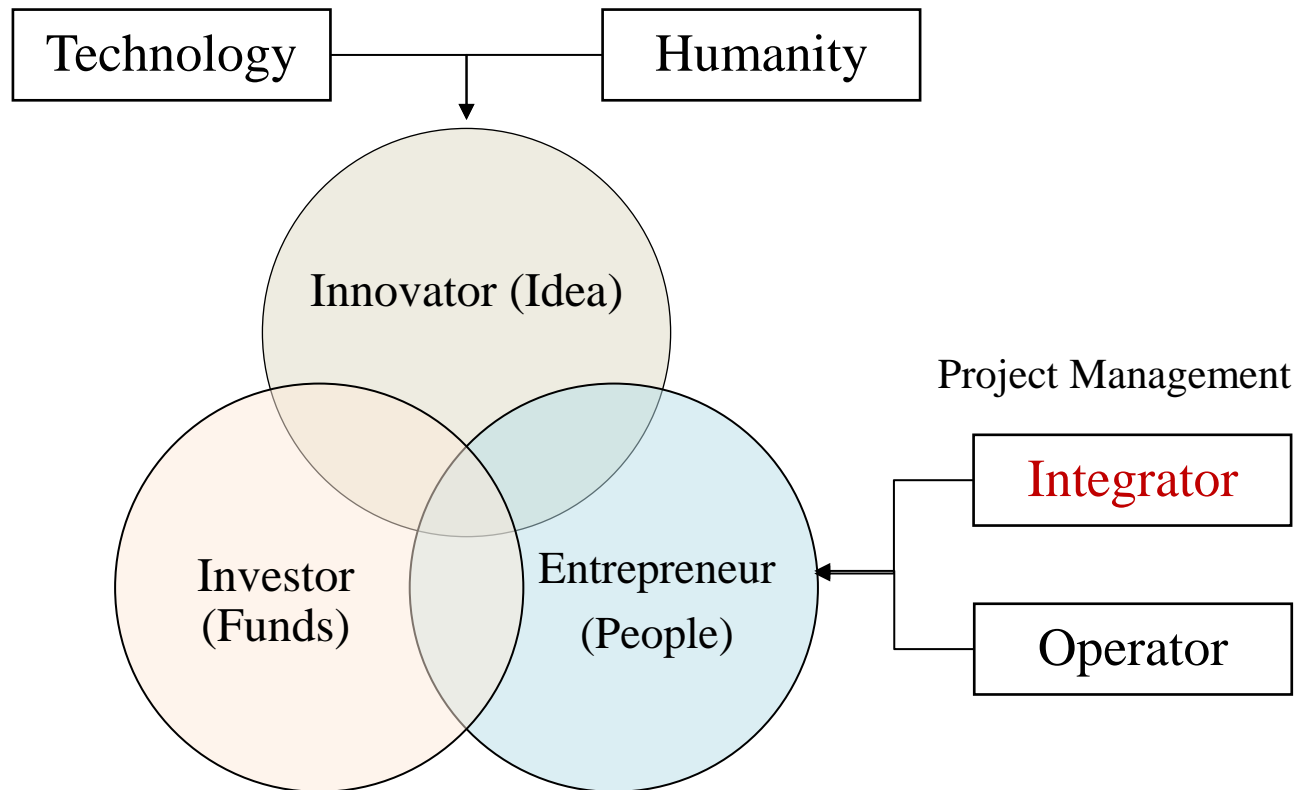 Technology
Humanity
Innovator (Idea)
Project Management
Integrator
Investor
(Funds)
Entrepreneur
(People)
Operator